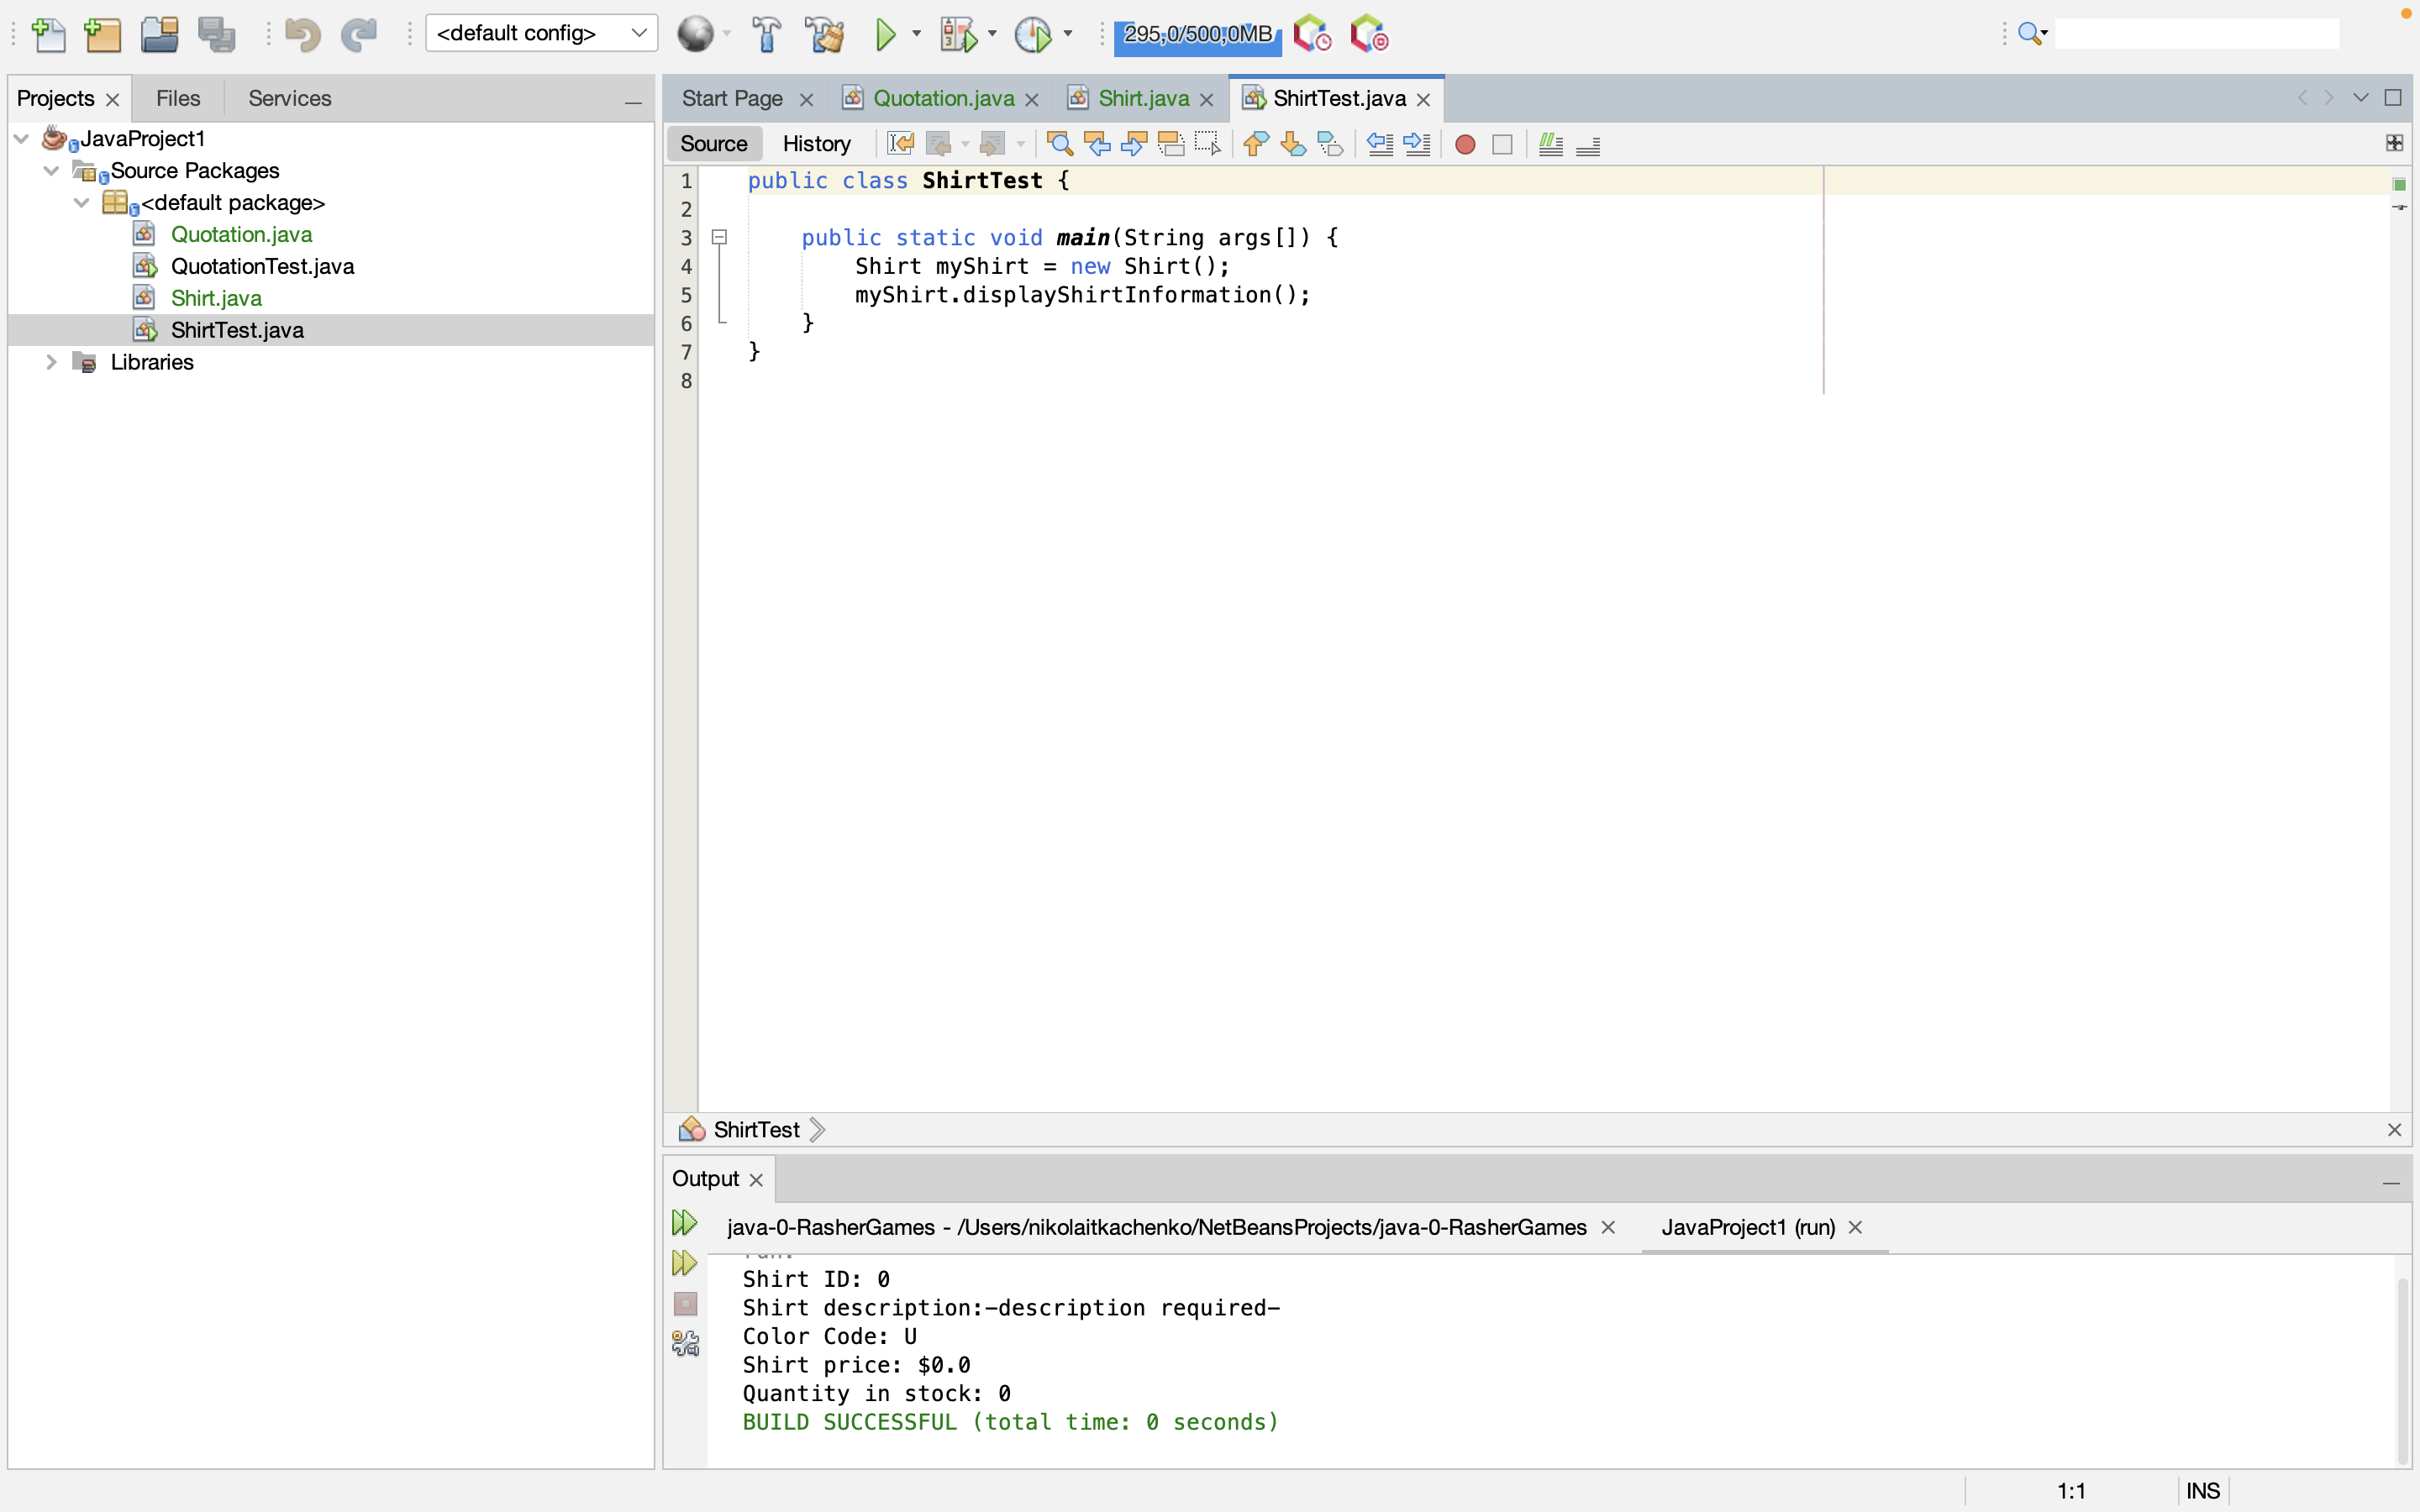 <default config>
295,0/500,0MB
Projects
Files
Services
Start Page
Quotation.java
Shirt.java
ShirtTest.java
JavaProject1
Source Packages
<default package>
Quotation.java
QuotationTest.java
Shirt.java
ShirtTest.java
Libraries
Source
History
1 public class ShirtTest {
2
3 public static void main(String args[]) {
4 Shirt myShirt = new Shirt();
5 myShirt.displayShirtInformation();
6 }
7 }
8
ShirtTest
Output
java-0-RasherGames - /Users/nikolaitkachenko/NetBeansProjects/java-0-RasherGames
JavaProject1 (run)
run:
Shirt ID: 0
Shirt description:-description required-
Color Code: U
Shirt price: $0.0
Quantity in stock: 0
BUILD SUCCESSFUL (total time: 0 seconds)
1:1
INS